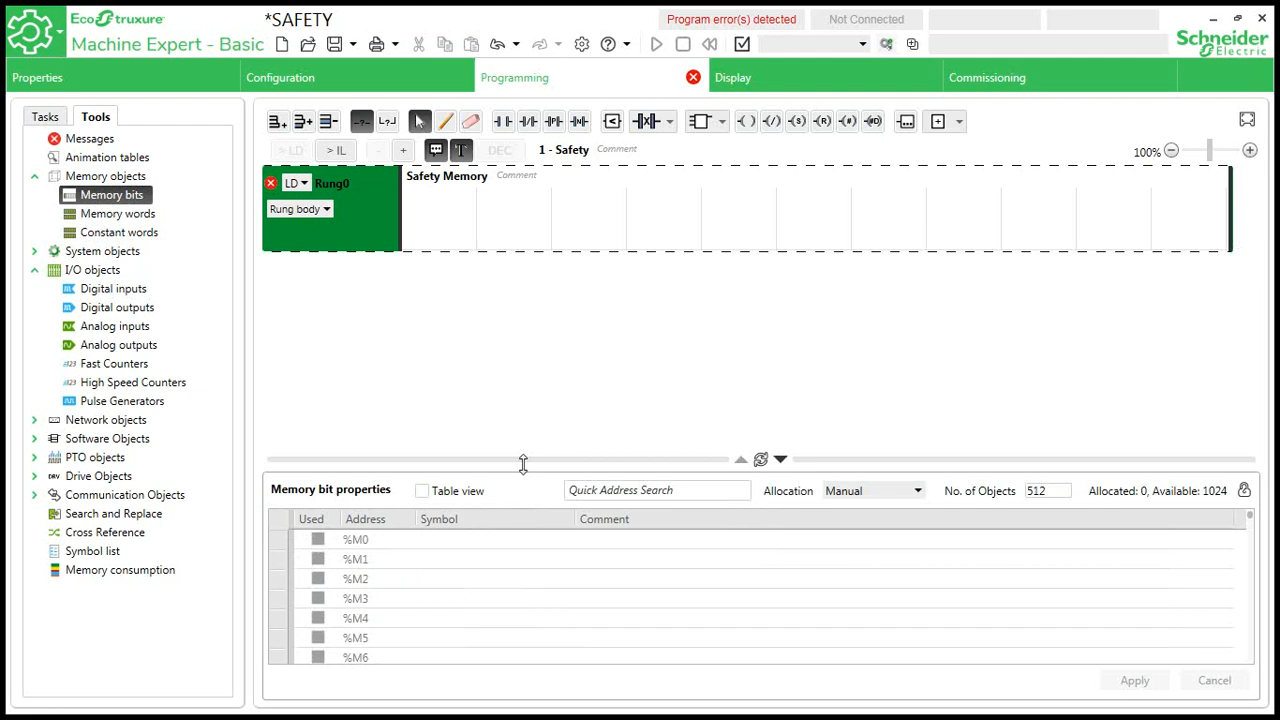 EcoStruxure
Machine Expert - Basic
*SAFETY
Program error(s) detected
Not Connected
Schneider
Electric
Properties
Configuration
Programming
Display
Commissioning
Tasks
Tools
Messages
Animation tables
Memory objects
Memory bits
Memory words
Constant words
System objects
I/O objects
Digital inputs
Digital outputs
Analog inputs
Analog outputs
Fast Counters
High Speed Counters
Pulse Generators
Network objects
Software Objects
PTO objects
DRV Drive Objects
Communication Objects
Search and Replace
Cross Reference
Symbol list
Memory consumption
> LD
> IL
-
+
DEC
1 - Safety
Comment
100%
LD
Rung0
Rung body
Safety Memory
Comment
Memory bit properties
Table view
Quick Address Search
Allocation
Manual
No. of Objects
512
Allocated: 0, Available: 1024
Used Address Symbol Comment
%M0
%M1
%M2
%M3
%M4
%M5
%M6
Apply
Cancel